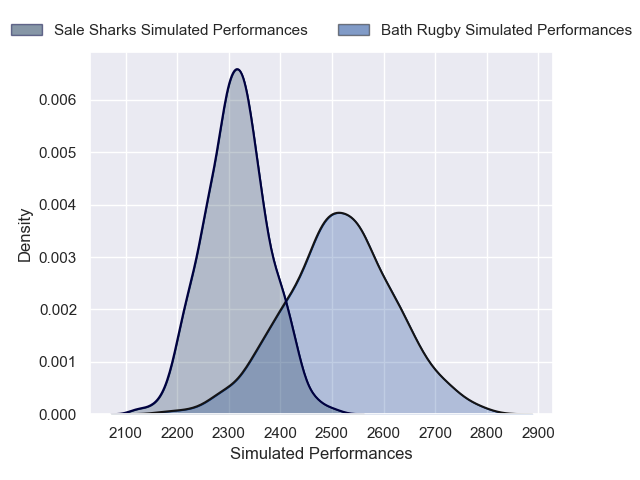 Sale Sharks Simulated Performances
Bath Rugby Simulated Performances
Density
0.006
0.005
0.004
0.003
0.002
0.001
0.000
2100 2200 2300 2400 2500 2600 2700 2800 2900
Simulated Performances